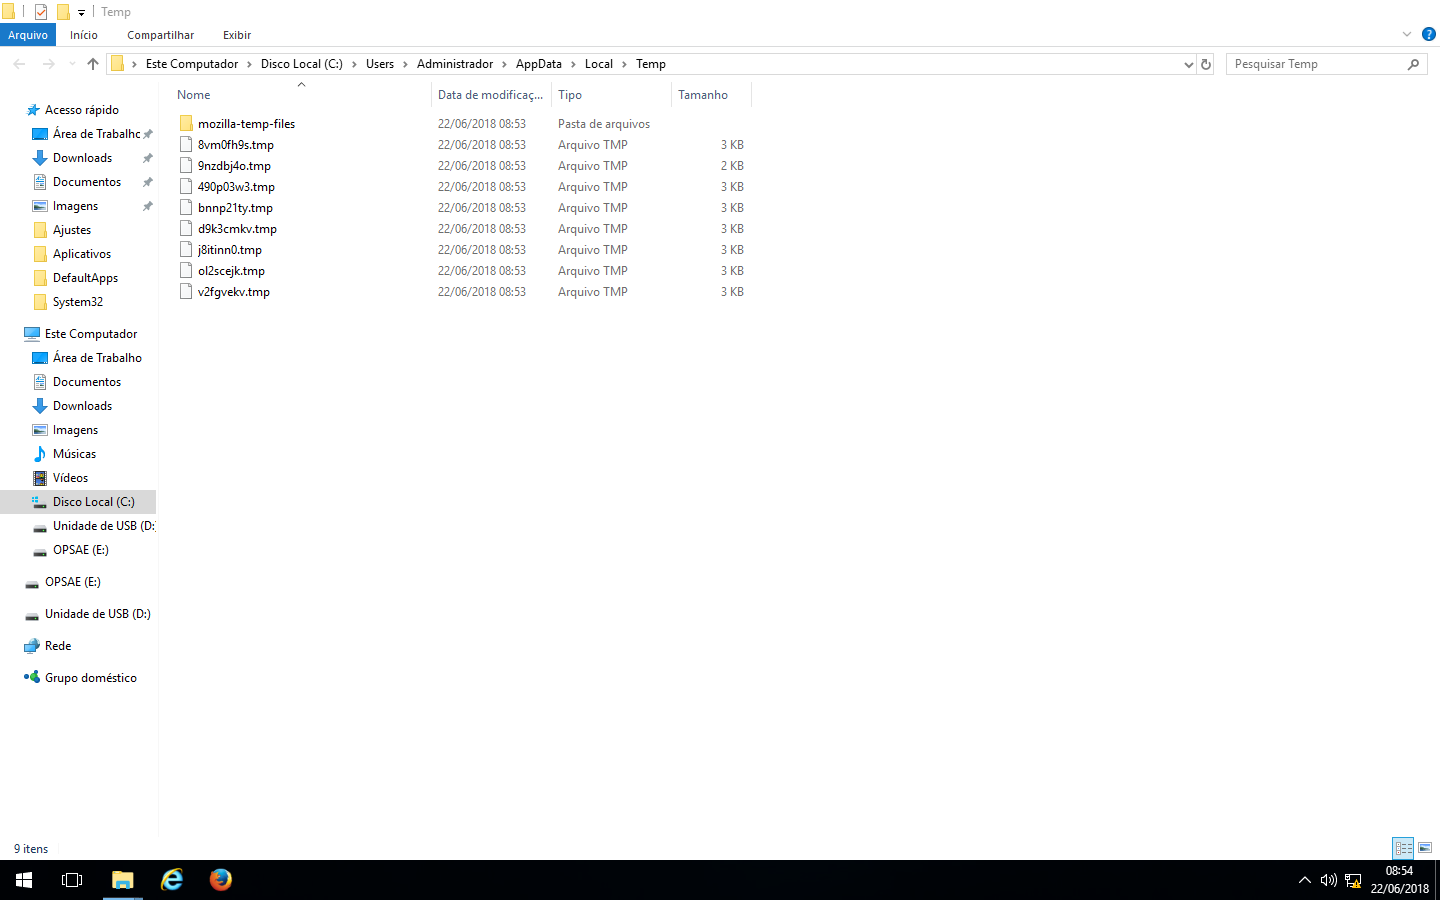 Temp
Arquivo Início Compartilhar Exibir
Este Computador Disco Local (C:) Users Administrador AppData Local Temp Pesquisar Temp
Nome Data de modificaç... Tipo Tamanho
Acesso rápido
Área de Trabalho
Downloads
Documentos
Imagens
Ajustes
Aplicativos
DefaultApps
System32
Este Computador
Área de Trabalho
Documentos
Downloads
Imagens
Músicas
Vídeos
Disco Local (C:)
Unidade de USB (D:)
OPSAE (E:)
OPSAE (E:)
Unidade de USB (D:)
Rede
Grupo doméstico
mozilla-temp-files 22/06/2018 08:53 Pasta de arquivos
8vm0fh9s.tmp 22/06/2018 08:53 Arquivo TMP 3 KB
9nzdbj4o.tmp 22/06/2018 08:53 Arquivo TMP 2 KB
490p03w3.tmp 22/06/2018 08:53 Arquivo TMP 3 KB
bnnp21ty.tmp 22/06/2018 08:53 Arquivo TMP 3 KB
d9k3cmkv.tmp 22/06/2018 08:53 Arquivo TMP 3 KB
j8itinn0.tmp 22/06/2018 08:53 Arquivo TMP 3 KB
ol2scejk.tmp 22/06/2018 08:53 Arquivo TMP 3 KB
v2fgvekv.tmp 22/06/2018 08:53 Arquivo TMP 3 KB
9 itens
08:54
22/06/2018